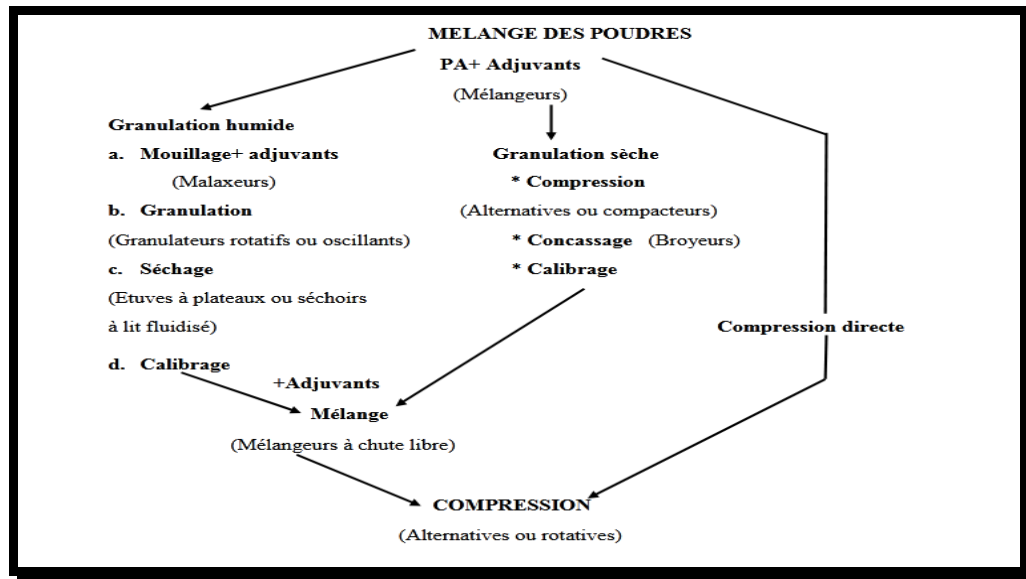 MELANGE DES POUDRES
PA+ Adjuvants
(Mélangeurs)
Granulation humide
a. Mouillage+ adjuvants
(Malaxeurs)
b. Granulation
(Granulateurs rotatifs ou oscillants)
c. Séchage
(Etuves à plateaux ou séchoirs
à lit fluidisé)
d. Calibrage
Granulation sèche
* Compression
(Alternatives ou compacteurs)
* Concassage (Broyeurs)
* Calibrage
Compression directe
+Adjuvants
Mélange
(Mélangeurs à chute libre)
COMPRESSION
(Alternatives ou rotatives)